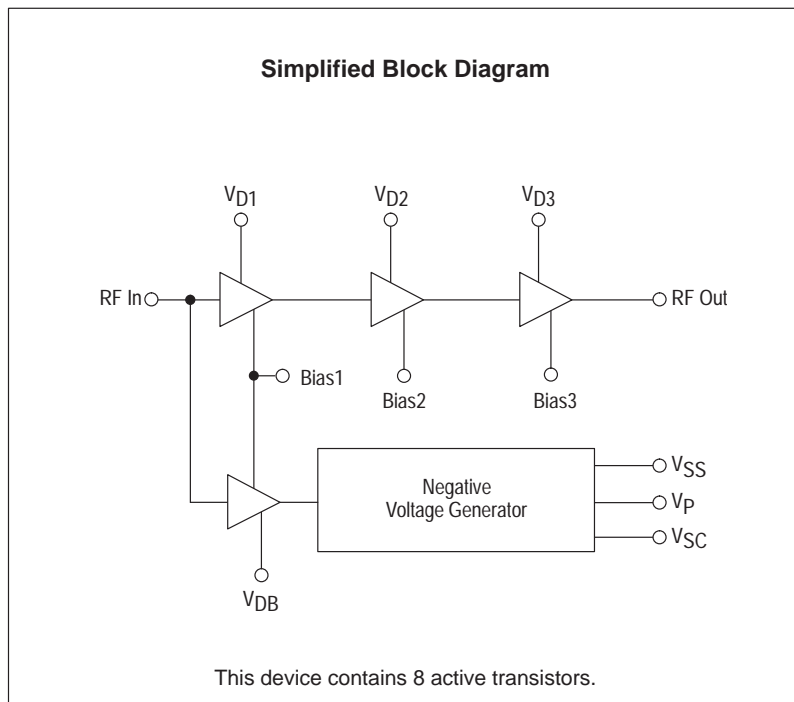 Simplified Block Diagram
VD1
VD2
VD3
RF In
RF Out
Bias1
Bias2
Bias3
Negative
Voltage Generator
VSS
VP
VSC
VDB
This device contains 8 active transistors.